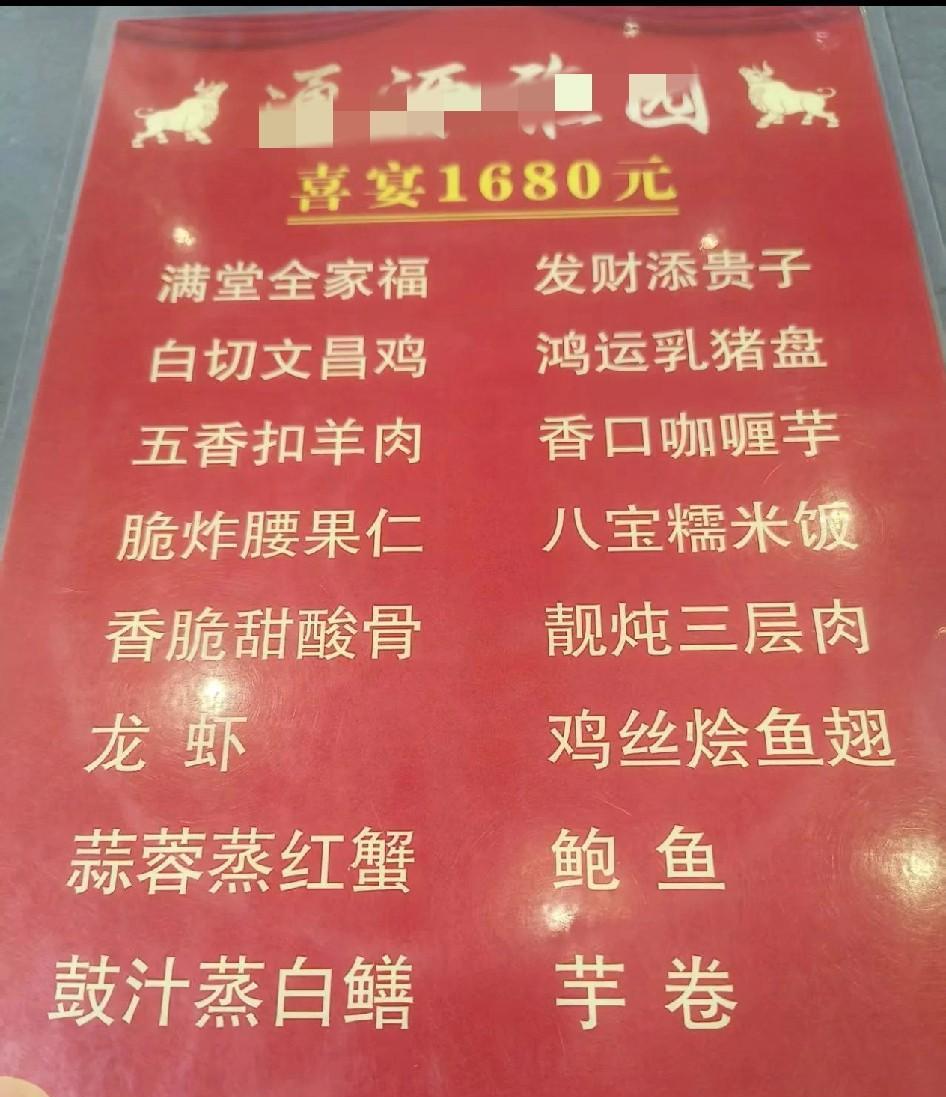 喜宴1680元
满堂全家福 发财添贵子
白切文昌鸡 鸿运乳猪盘
五香扣羊肉 香口咖喱芋
脆炸腰果仁 八宝糯米饭
香脆甜酸骨 靓炖三层肉
龙虾 鸡丝烩鱼翅
蒜蓉蒸红蟹 鲍鱼
鼓汁蒸白鳝 芋卷